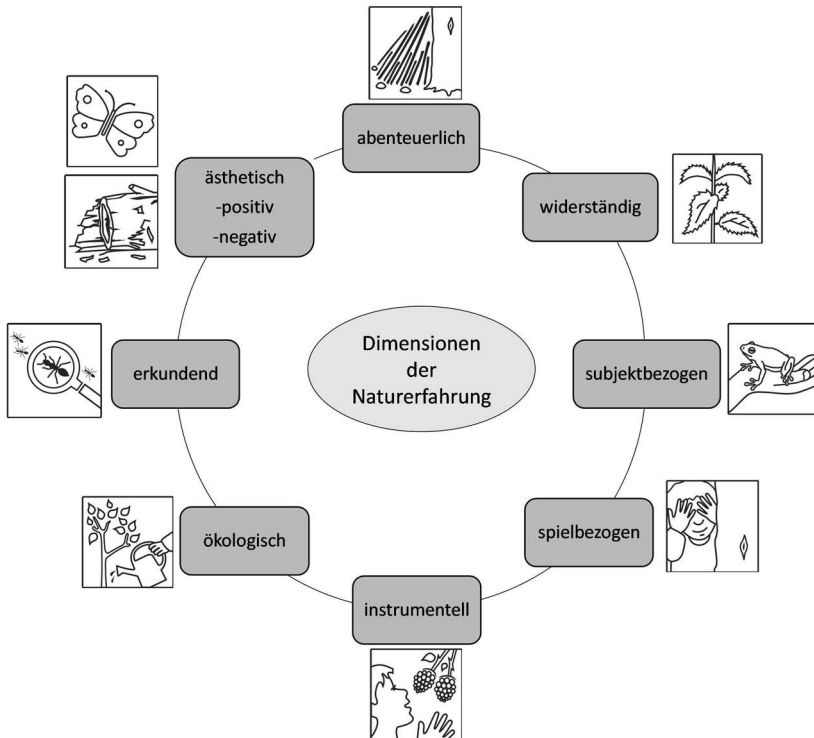 abenteuerlich
ästhetisch
-positiv
-negativ
widerständig
Dimensionen
der
Naturerfahrung
erkundend
subjektbezogen
ökologisch
spielbezogen
instrumentell